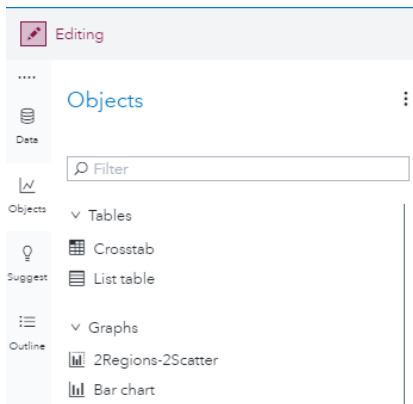 Editing
Data
Objects
Suggest
Outline
Objects
Filter
Tables
Crosstab
List table
Graphs
2Regions-2Scatter
Bar chart